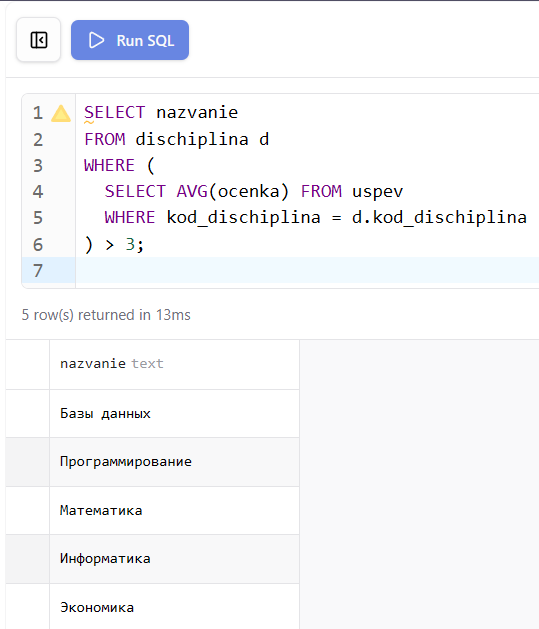 Run SQL
1 SELECT nazvanie
2 FROM dischiplina d
3 WHERE (
4 SELECT AVG(ocenka) FROM uspev
5 WHERE kod_dischiplina = d.kod_dischiplina
6 ) > 3;
7
5 row(s) returned in 13ms
nazvanie text
Базы данных
Программирование
Математика
Информатика
Экономика